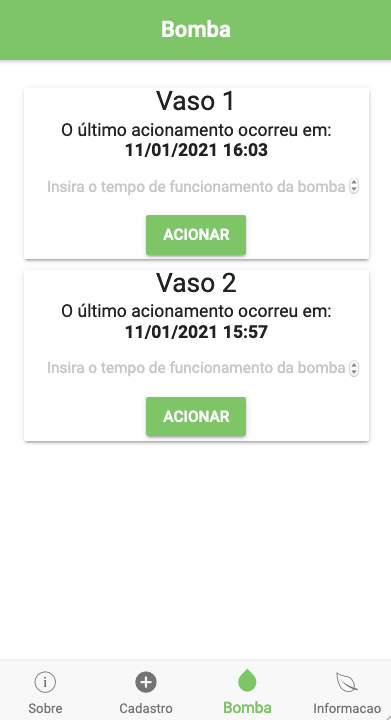 Bomba
Vaso 1
O último acionamento ocorreu em:
11/01/2021 16:03
Insira o tempo de funcionamento da bomba
ACIONAR
Vaso 2
O último acionamento ocorreu em:
11/01/2021 15:57
Insira o tempo de funcionamento da bomba
ACIONAR
Sobre
Cadastro
Bomba
Informacao